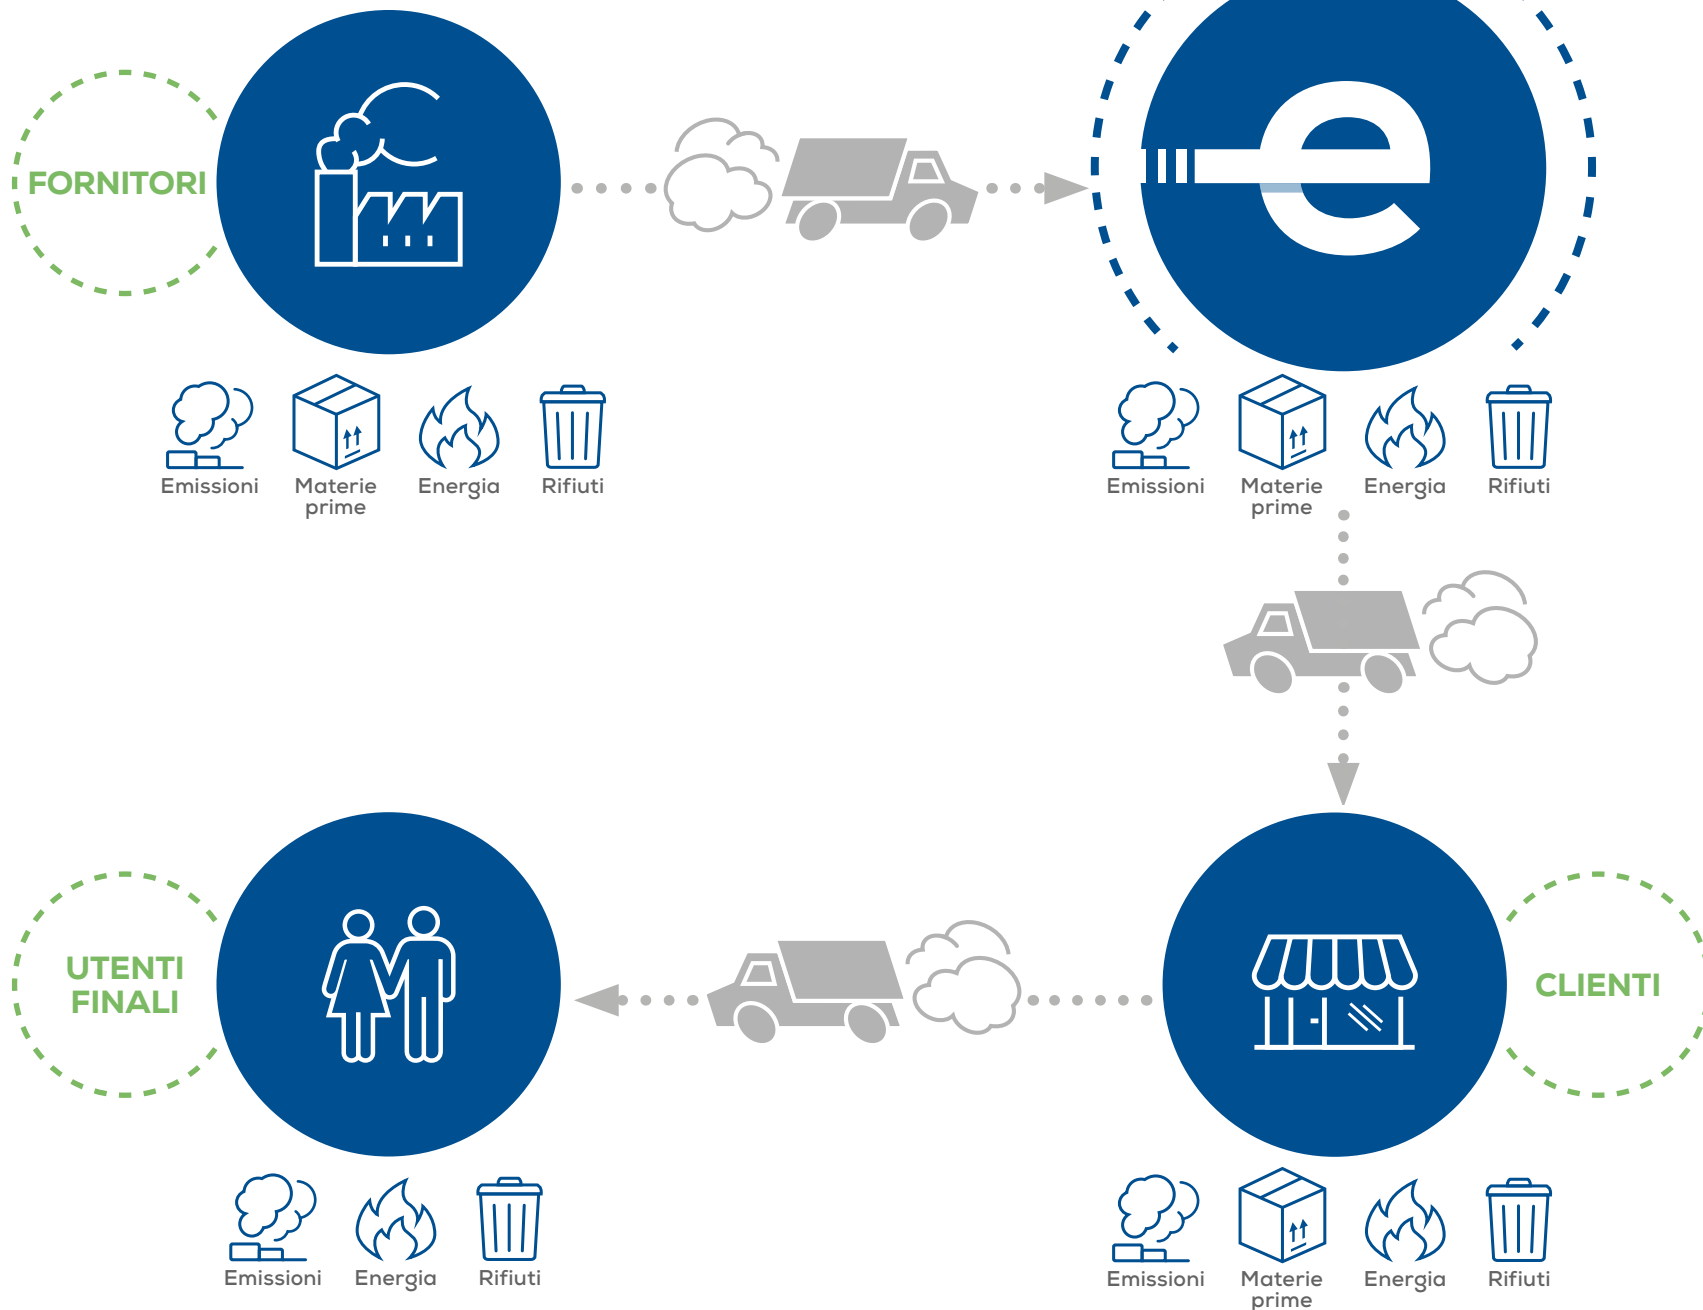 FORNITORI
e
Emissioni
Materie
prime
Energia
Rifiuti
Emissioni
Materie
prime
Energia
Rifiuti
UTENTI
FINALI
CLIENTI
Emissioni
Energia
Rifiuti
Emissioni
Materie
prime
Energia
Rifiuti